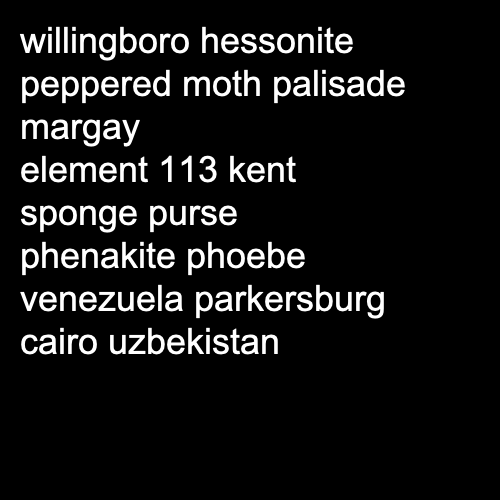 willingboro hessonite
peppered moth palisade
margay
element 113 kent
sponge purse
phenakite phoebe
venezuela parkersburg
cairo uzbekistan